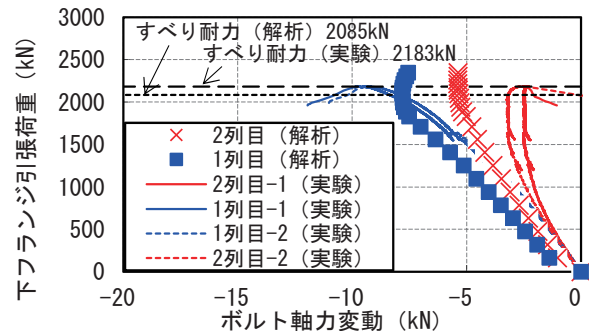 下フランジ引張荷重（kN）
3000
2500
2000
1500
1000
500
0
すべり耐力（解析）2085kN
すべり耐力（実験）2183kN
2列目（解析）
1列目（解析）
2列目-1（実験）
1列目-1（実験）
1列目-2（実験）
2列目-2（実験）
-20 -15 -10 -5 0
ボルト軸力変動（kN）